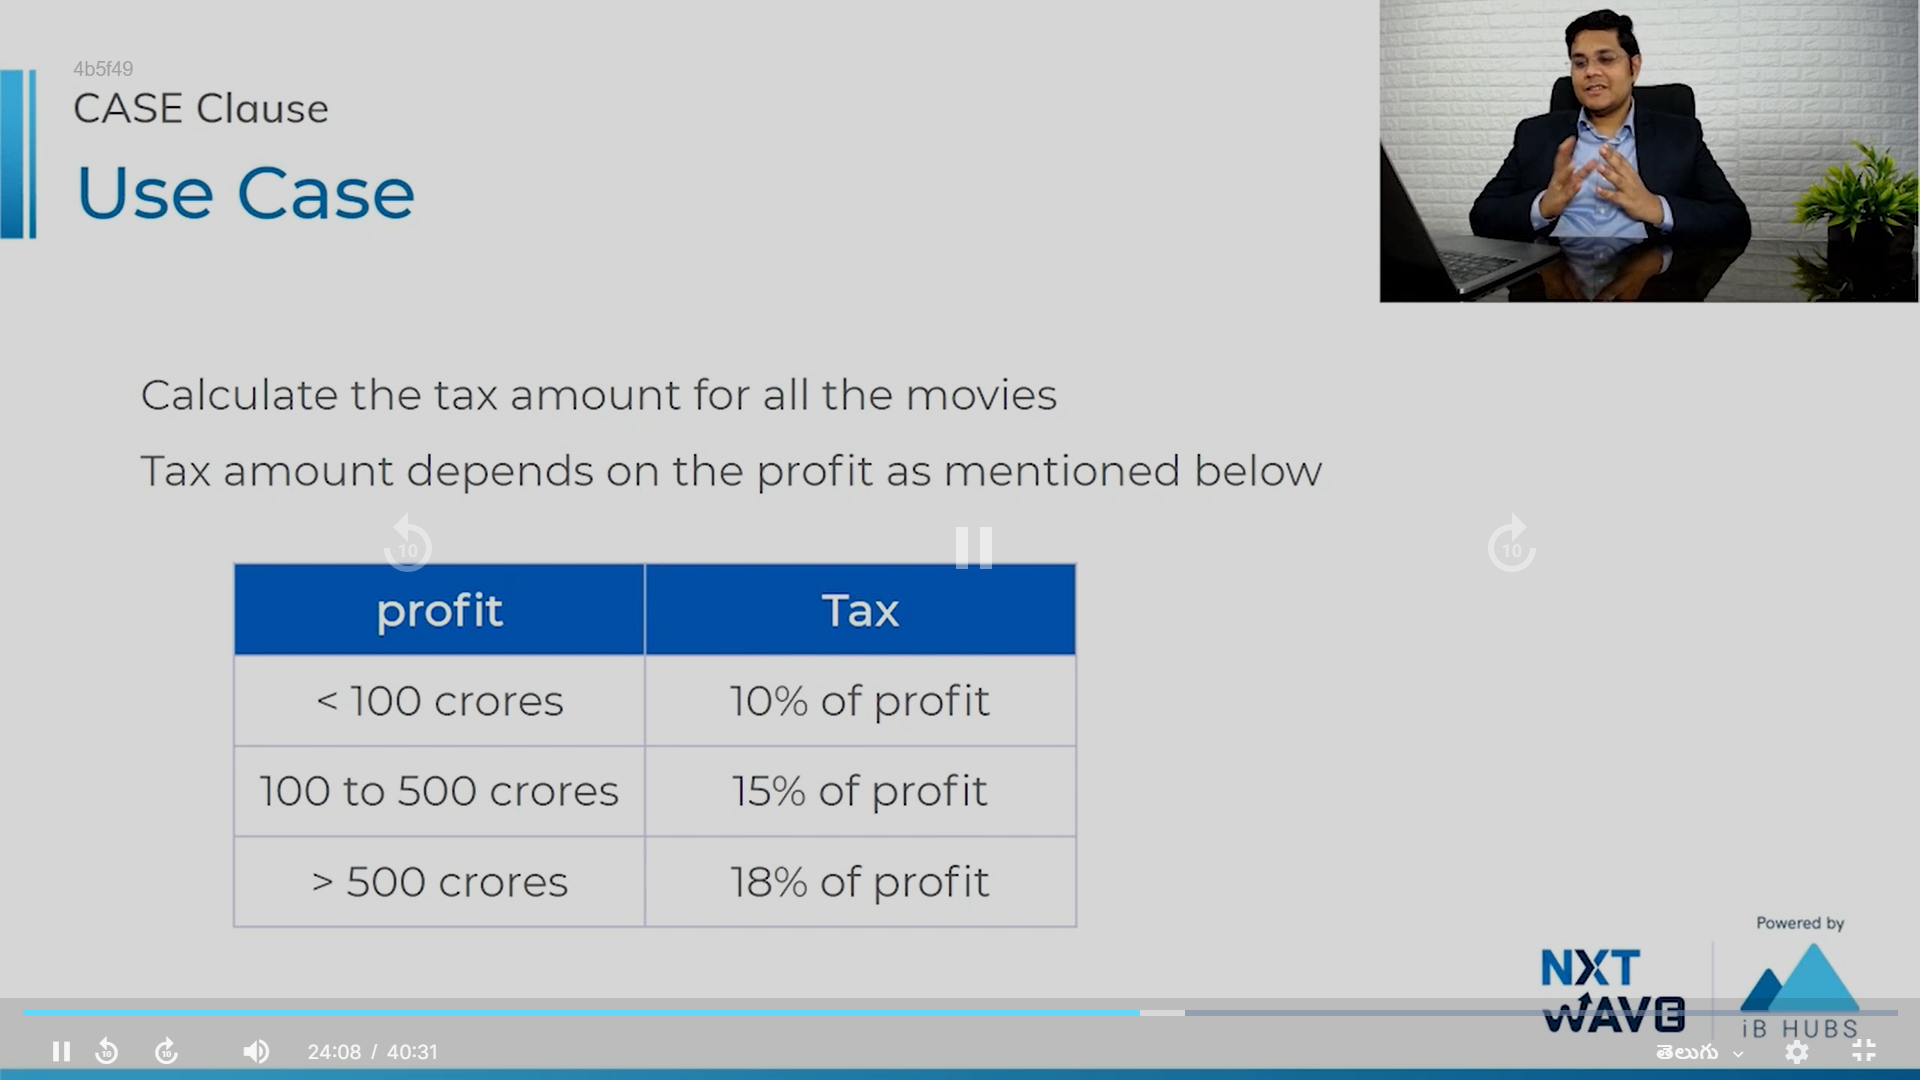 4b5f49
CASE Clause
Use Case
Calculate the tax amount for all the movies
Tax amount depends on the profit as mentioned below
10
10
profit Tax
< 100 crores 10% of profit
100 to 500 crores 15% of profit
> 500 crores 18% of profit
Powered by
NXT
WAVE
iB HUBS
10
10
24:08 / 40:31
తెలుగు